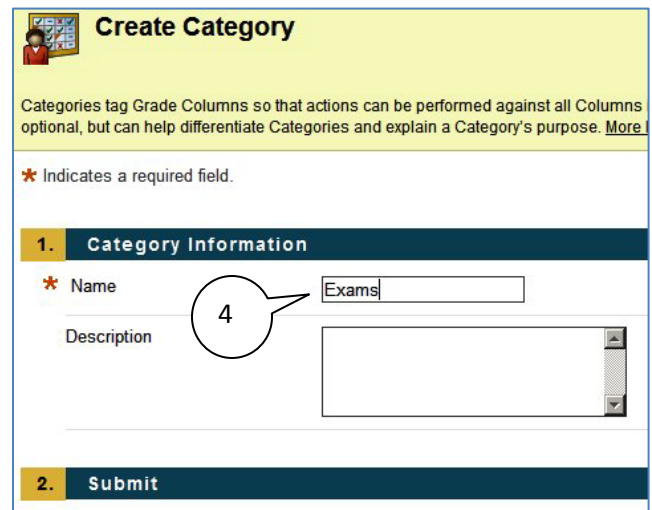 Create Category
Categories tag Grade Columns so that actions can be performed against all Columns
optional, but can help differentiate Categories and explain a Category's purpose. More
* Indicates a required field.
1. Category Information
* Name Exams
4
Description
2. Submit